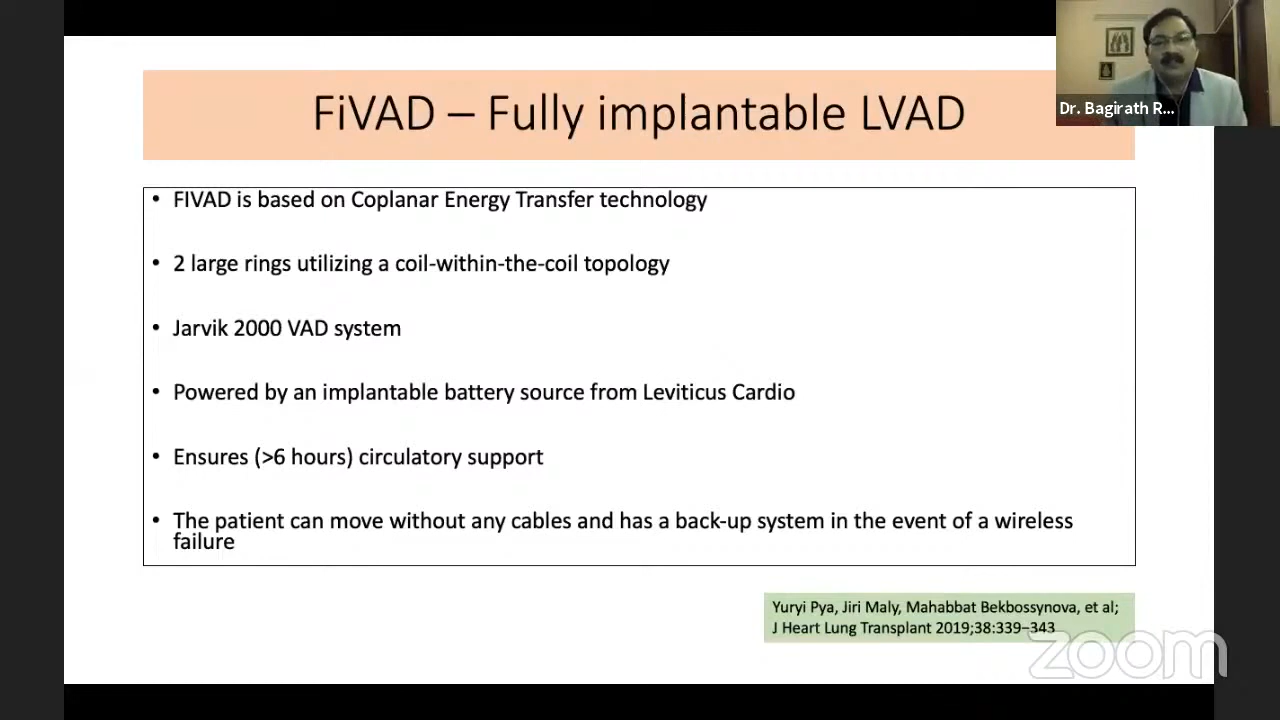 FiVAD – Fully implantable LVAD
Dr. Bagirath R...
• FIVAD is based on Coplanar Energy Transfer technology
• 2 large rings utilizing a coil-within-the-coil topology
• Jarvik 2000 VAD system
• Powered by an implantable battery source from Leviticus Cardio
• Ensures (>6 hours) circulatory support
• The patient can move without any cables and has a back-up system in the event of a wireless
failure
Yuryi Pya, Jiri Maly, Mahabbat Bekbossynova, et al;
J Heart Lung Transplant 2019;38:339–343
zoom